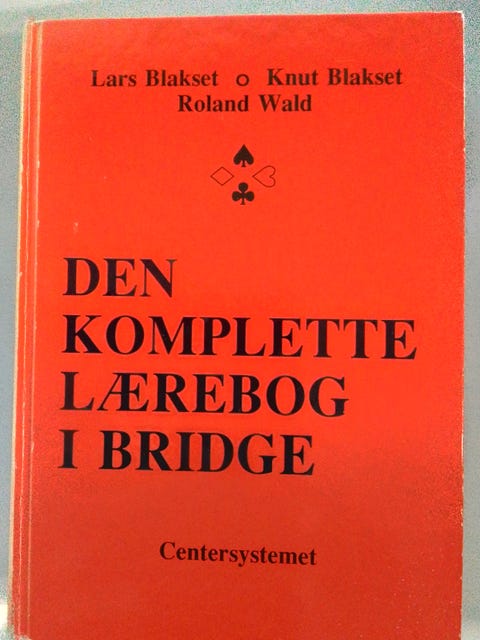 Lars Blakset o Knut Blakset
Roland Wald
DEN
KOMPLETTE
LÆREBOG
I BRIDGE
Centersystemet